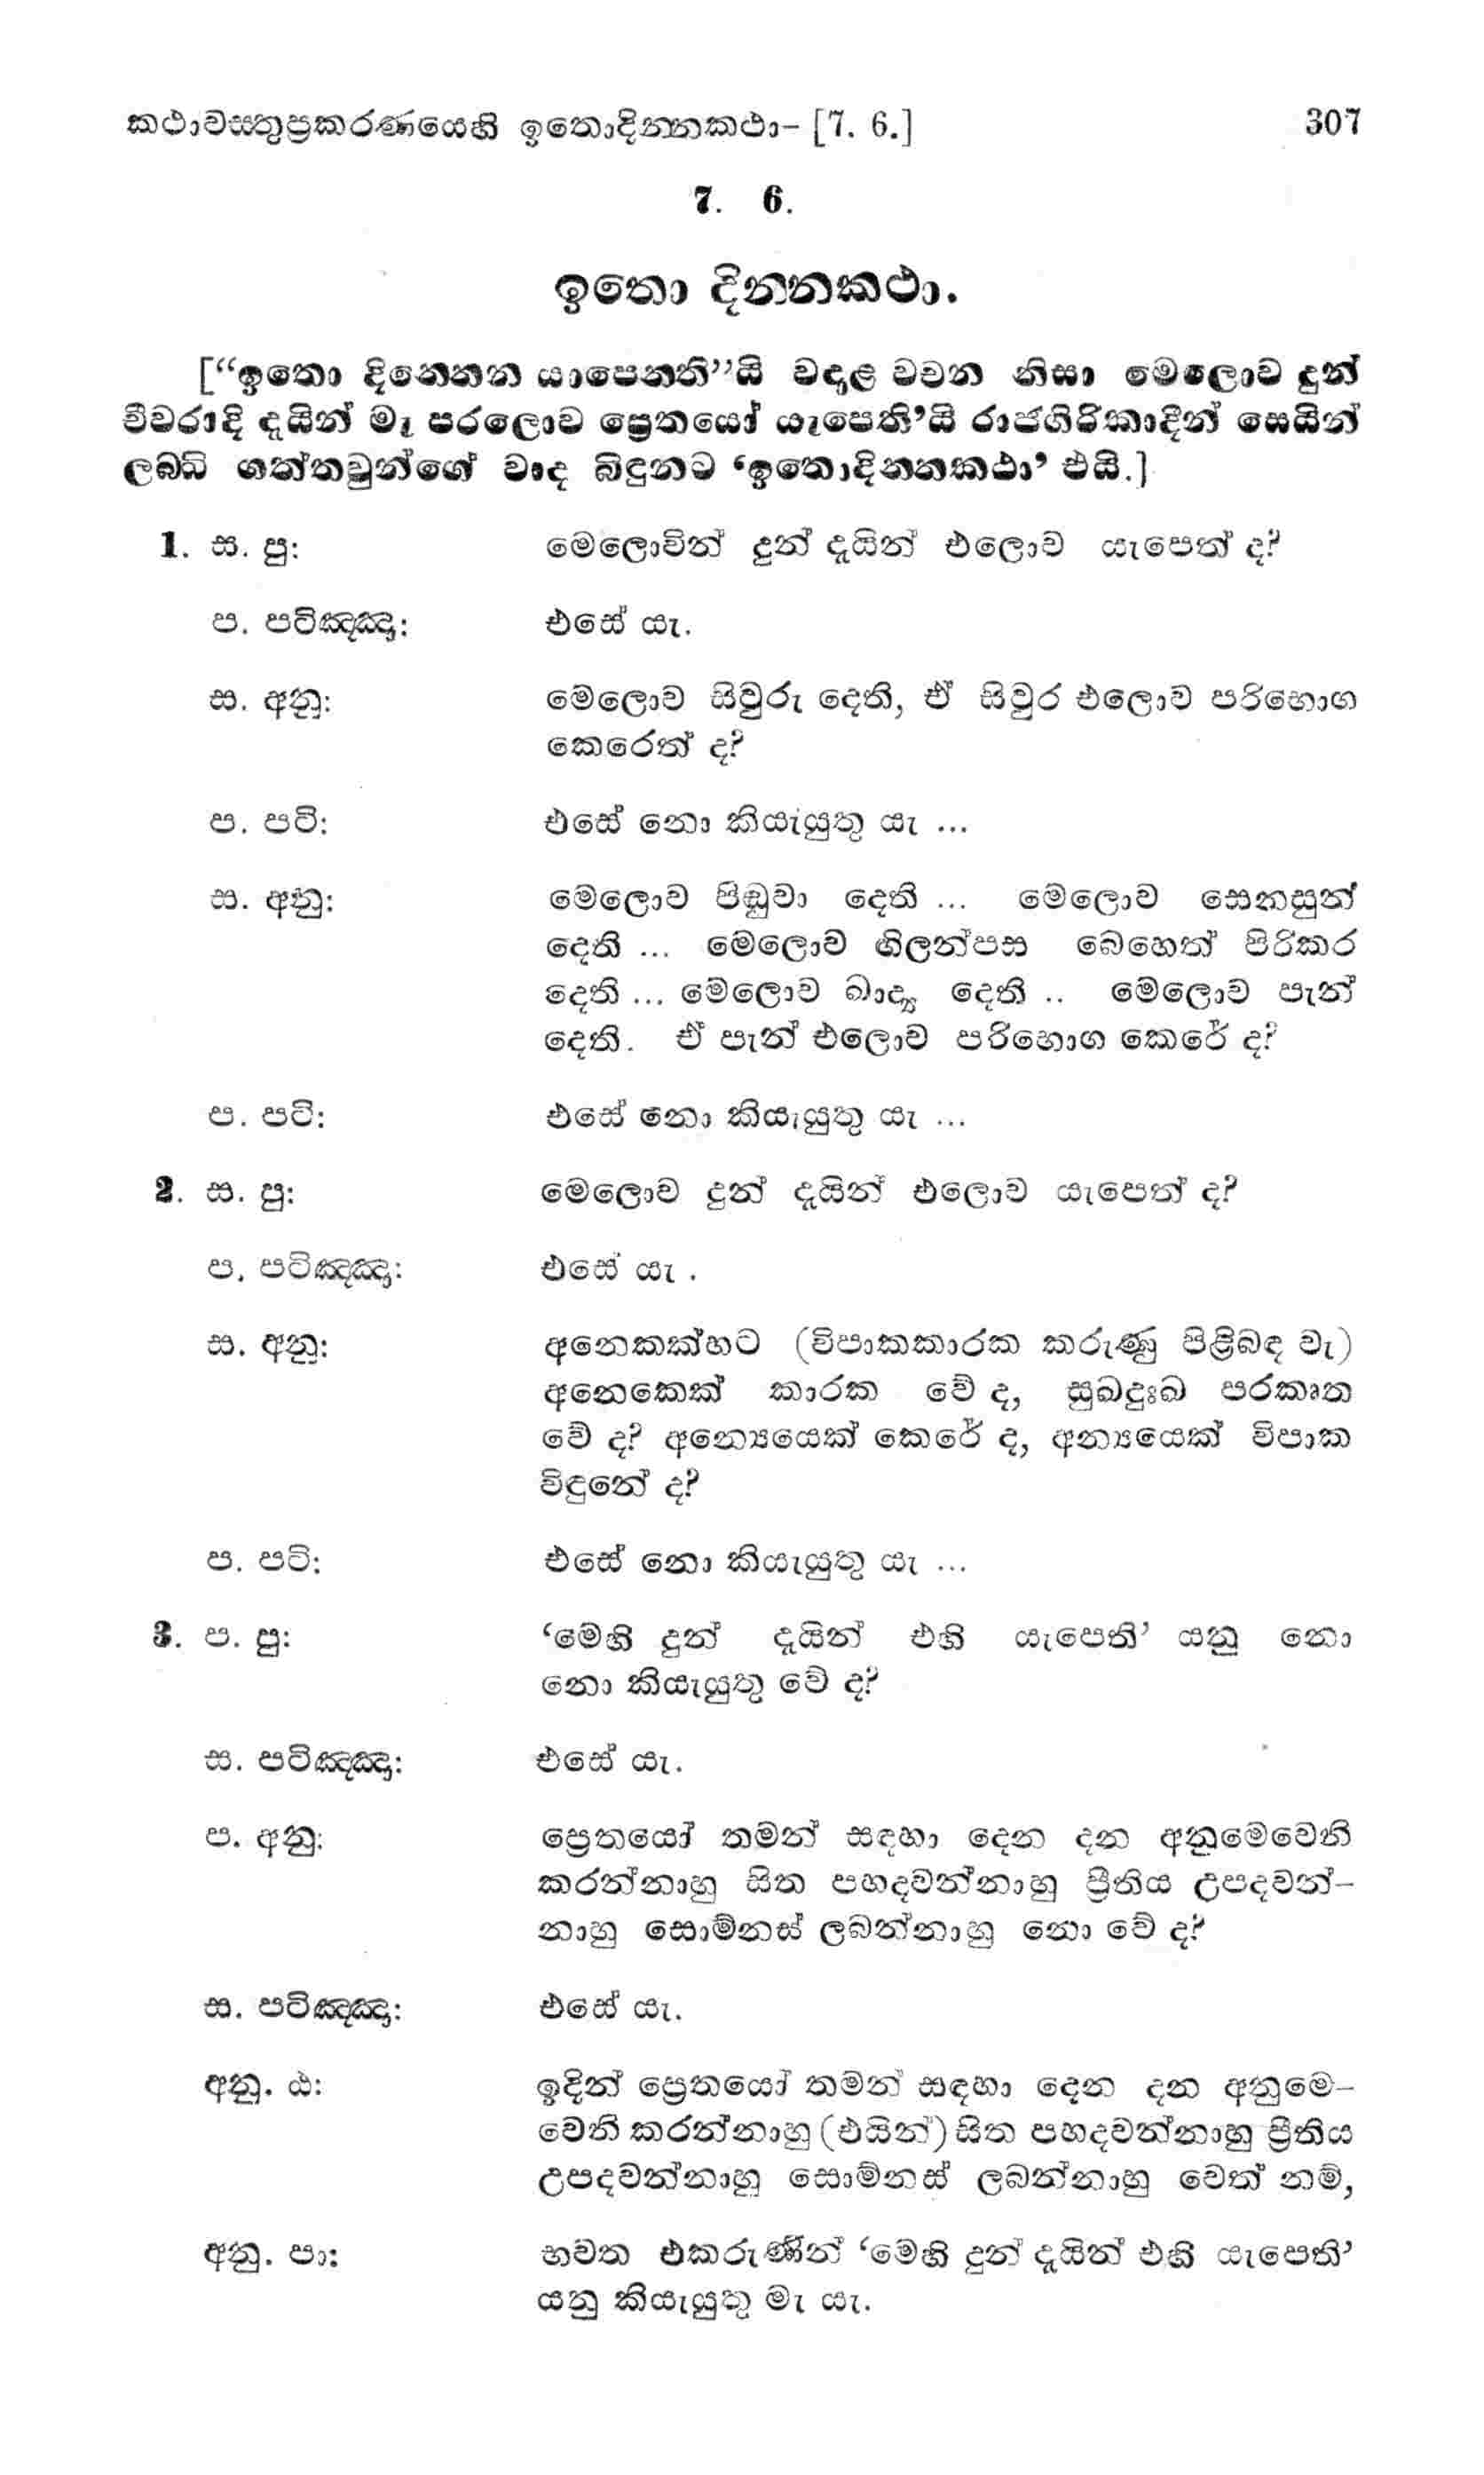 කථාවස්තුප්‍රකරණයෙහි ඉතොදින්නකථා- [7. 6.] 307
7. 6.
ඉතො දින්නකථා.
[“ඉතො දින්නෙන යාපෙනති”යි වදාළ වචන නිසා මෙලොව දුන්
චීවරාදි දැයින් මැ පරලොව ප්‍රෙතයෝ යැපෙති’යි රාජගිරිකාදීන් සෙයින්
ලබ්ධි ගත්තවුන්ගේ වාද බිඳුනට ‘ඉතොදින්නකථා’ එයි.]
1. ස. පු: මෙලොවින් දුන් දැයින් එලොව යැපෙත් ද?
ප. පටිඤ්ඤා: එසේ යැ.
ස. අනු: මෙලොව සිවුරු දෙති, ඒ සිවුර එලොව පරිභොග
කෙරෙත් ද?
ප. පටි: එසේ නො කියැයුතු යැ ...
ස. අනු: මෙලොව පිඬුවා දෙති ... මෙලොව සෙනසුන්
දෙති ... මෙලොව ගිලන්පස බෙහෙත් පිරිකර
දෙති ... මෙලොව ඛාද්‍ය දෙති .. මෙලොව පැන්
දෙති. ඒ පැන් එලොව පරිභොග කෙරේ ද?
ප. පටි: එසේ නො කියැයුතු යැ ...
2. ස. පු: මෙලොව දුන් දැයින් එලොව යැපෙත් ද?
ප. පටිඤ්ඤා: එසේ යැ .
ස. අනු: අනෙකක්හට (විපාකකාරක කරුණු පිළිබඳ වැ)
අනෙකෙක් කාරක වේ ද, සුඛදුඃඛ පරකෘත
වේ ද? අන්‍යෙයෙක් කෙරේ ද, අන්‍යයෙක් විපාක
විඳුනේ ද?
ප. පටි: එසේ නො කියැයුතු යැ ...
3. ප. පු: ‘මෙහි දුන් දැයින් එහි යැපෙති’ යනු නො
නො කියැයුතු වේ ද?
ස. පටිඤ්ඤා: එසේ යැ.
ප. අනු: ප්‍රෙතයෝ තමන් සඳහා දෙන දන අනුමෙවෙනි
කරන්නාහු සිත පහදවන්නාහු ප්‍රීතිය උපදවන්-
නාහු සොම්නස් ලබන්නාහු නො වේ ද?
ස. පටිඤ්ඤා: එසේ යැ.
අනු. ඨ: ඉදින් ප්‍රෙතයෝ තමන් සඳහා දෙන දන අනුමෙ-
වෙනි කරන්නාහු (එයින්) සිත පහදවන්නාහු ප්‍රීතිය
උපදවන්නාහු සොම්නස් ලබන්නාහු වෙත් නම්,
අනු. පා: භවත එකරුණින් ‘මෙහි දුන් දැයින් එහි යැපෙති’
යනු කියැයුතු මැ යැ.